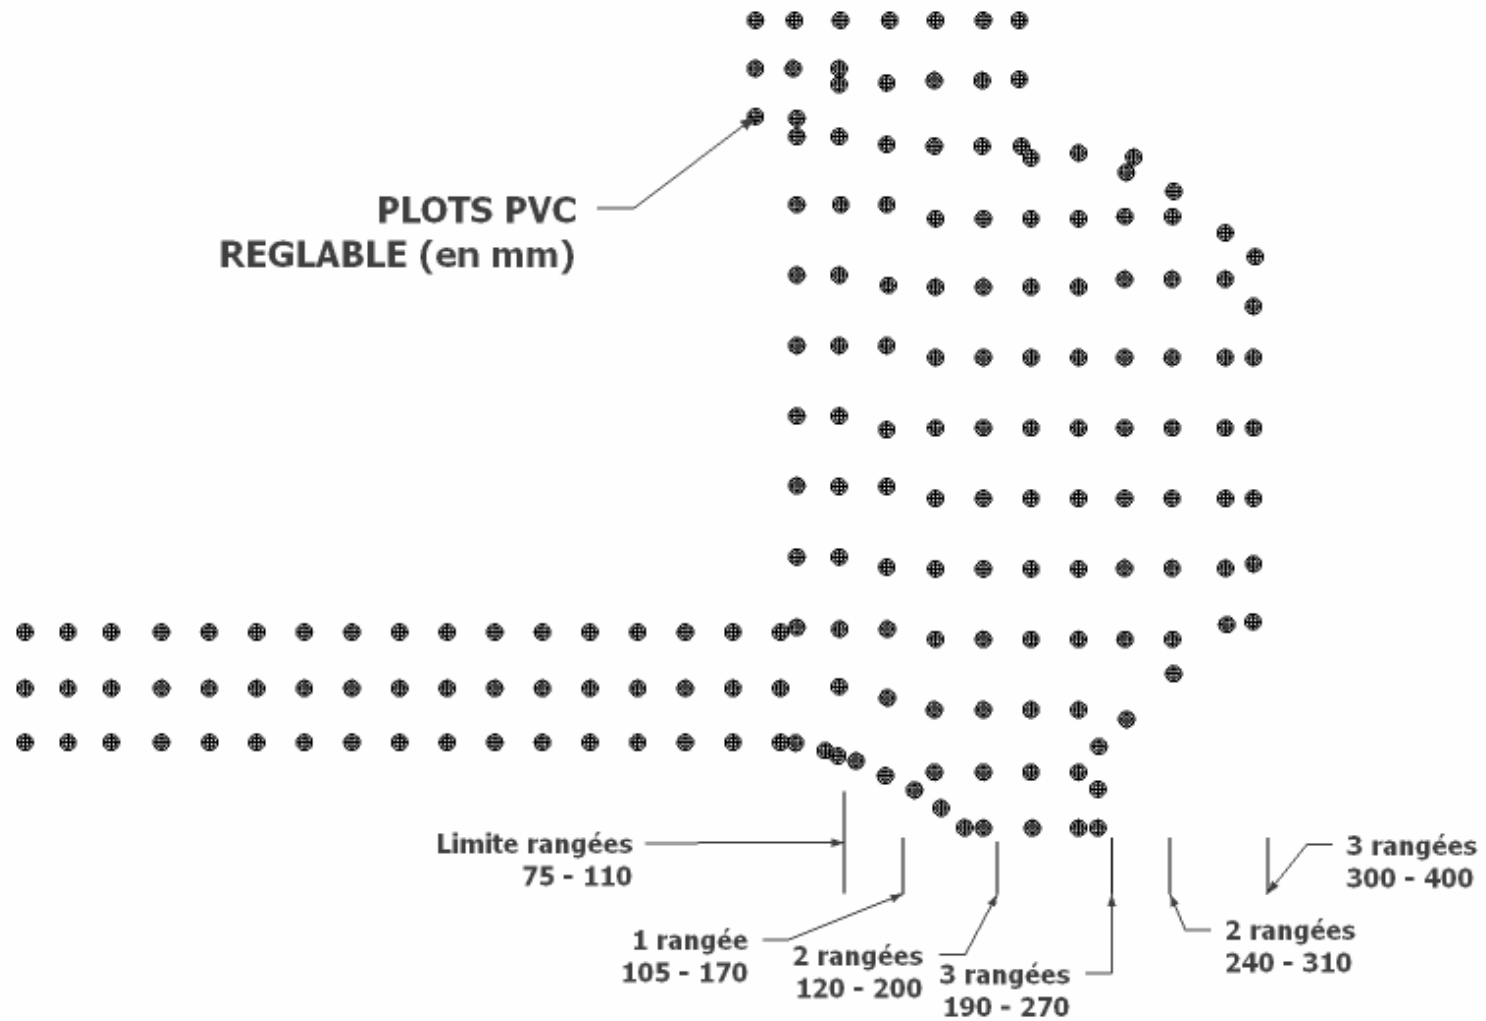 PLOTS PVC
REGLABLE (en mm)
Limite rangées
75 - 110
1 rangée
105 - 170
2 rangées
120 - 200
3 rangées
190 - 270
2 rangées
240 - 310
3 rangées
300 - 400